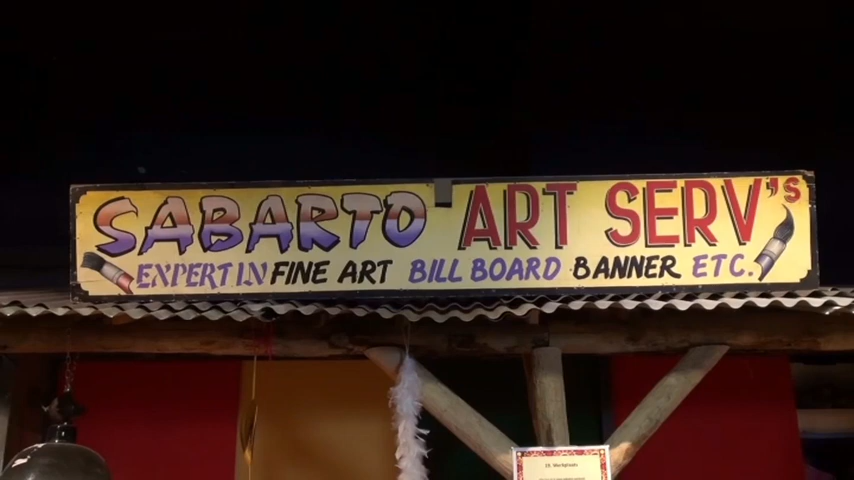 SABARTO ART SERV's
EXPERT IN FINE ART BILL BOARD BANNER ETC.